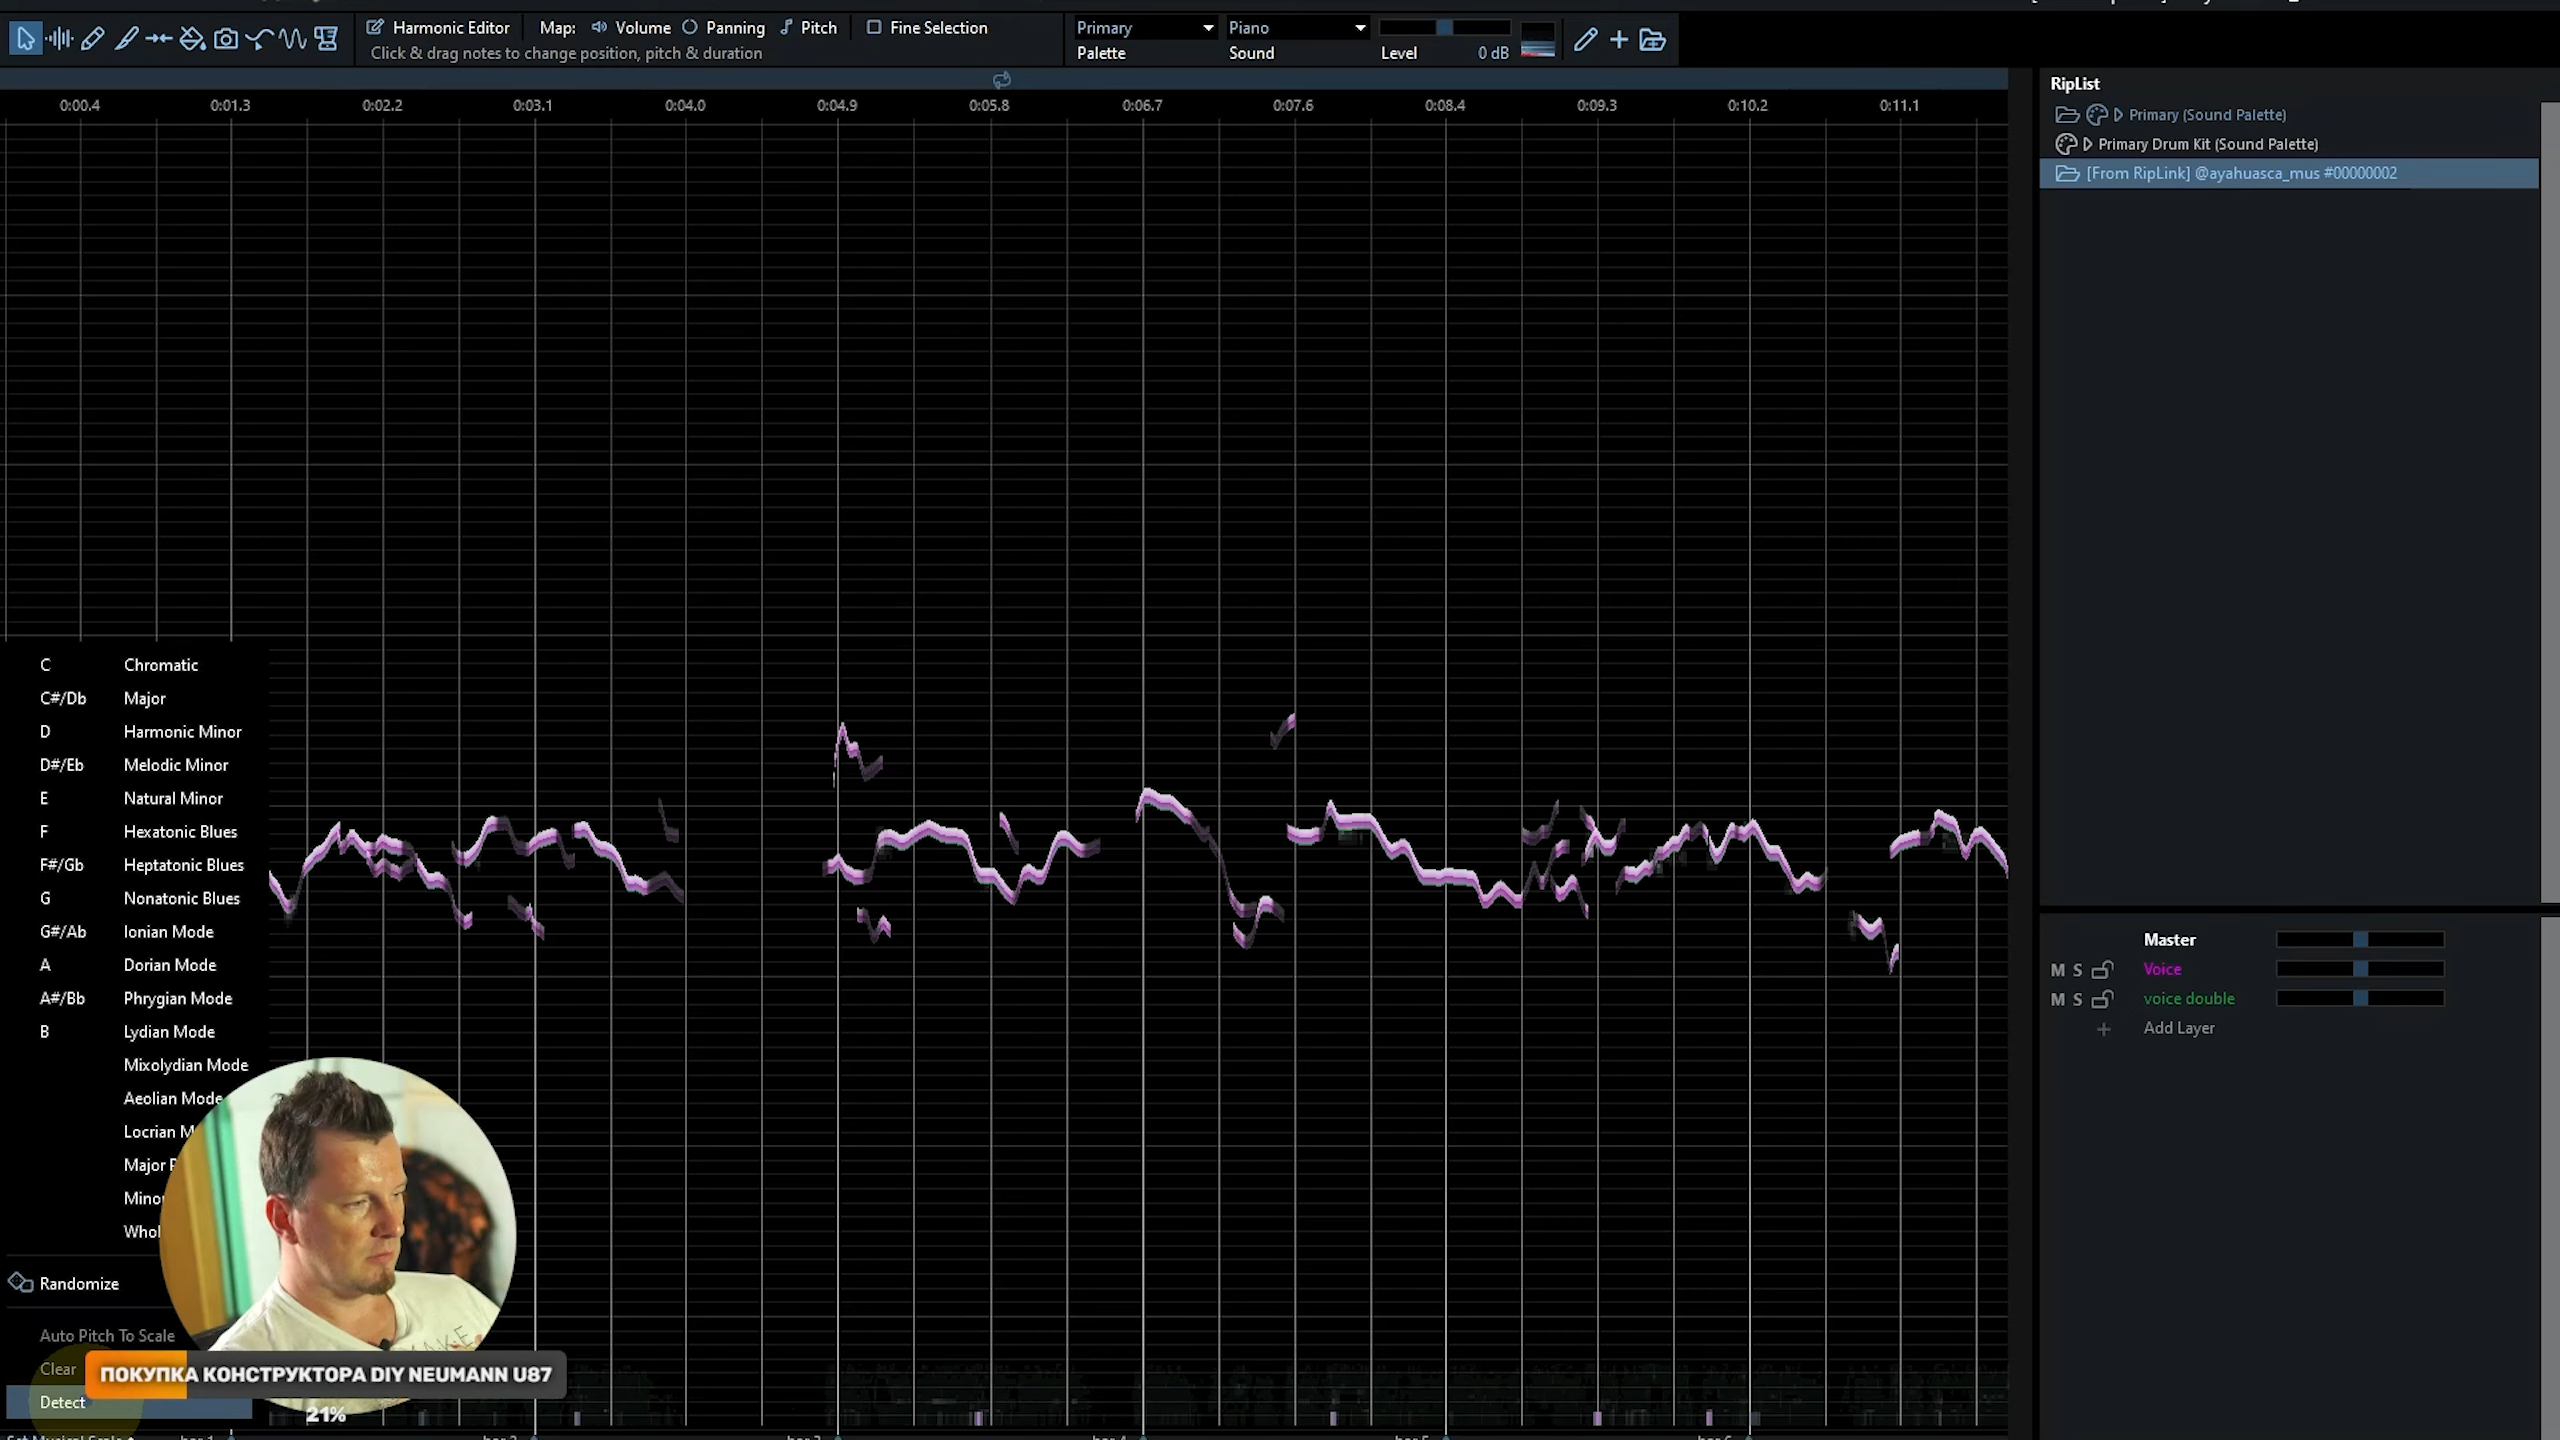 Harmonic Editor Map: Volume Panning Pitch Fine Selection
Click & drag notes to change position, pitch & duration
Primary Piano
Palette Sound Level 0 dB
0:00.4 0:01.3 0:02.2 0:03.1 0:04.0 0:04.9 0:05.8 0:06.7 0:07.6 0:08.4 0:09.3 0:10.2 0:11.1
RipList
Primary (Sound Palette)
Primary Drum Kit (Sound Palette)
[From RipLink] @ayahuasca_mus #00000002
C Chromatic
C#/Db Major
D Harmonic Minor
D#/Eb Melodic Minor
E Natural Minor
F Hexatonic Blues
F#/Gb Heptatonic Blues
G Nonatonic Blues
G#/Ab Ionian Mode
A Dorian Mode
A#/Bb Phrygian Mode
B Lydian Mode
Mixolydian Mode
Aeolian Mode
Locrian
Major
Randomize
Auto Pitch To Scale
Clear
Detect
ПОКУПКА КОНСТРУКТОРА DIY NEUMANN U87
21%
Master
M S Voice
M S voice double
Add Layer